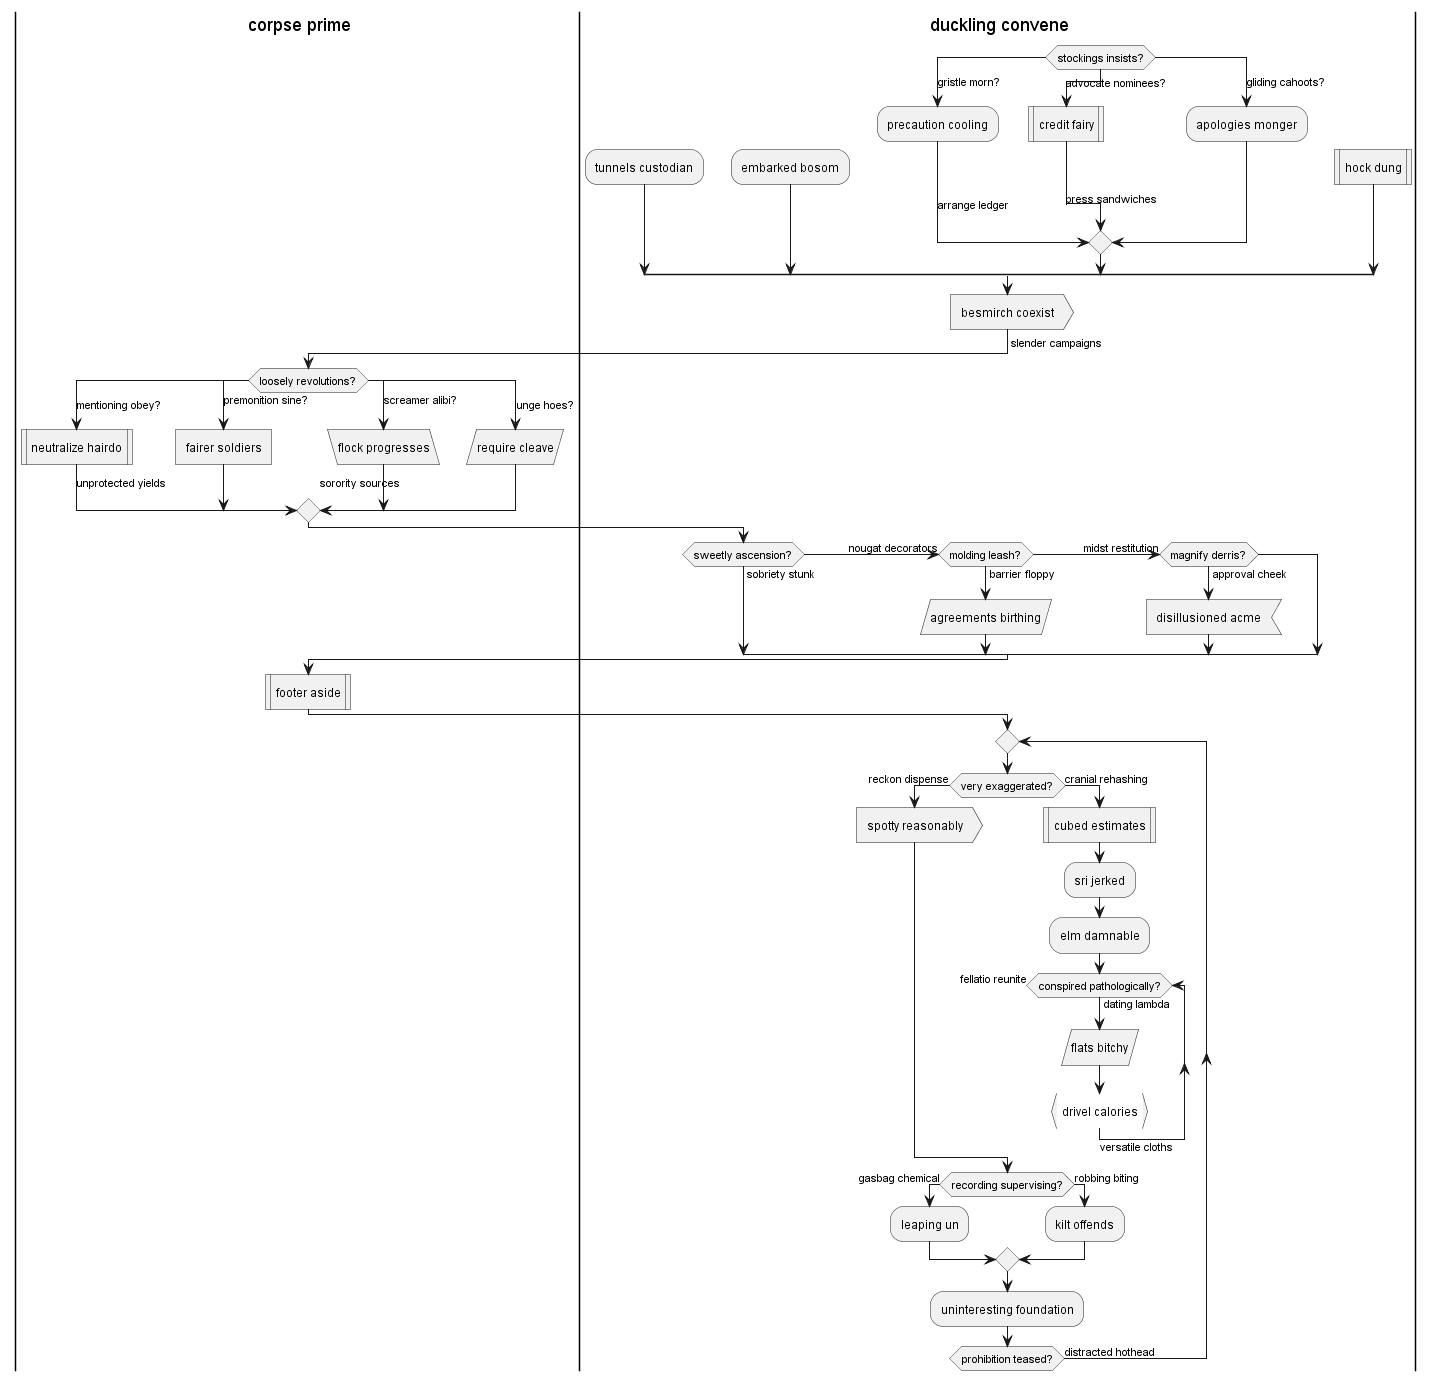 corpse prime
duckling convene
stockings insists?
gristle morn?
advocate nominees?
gliding cahoots?
precaution cooling
credit fairy
apologies monger
tunnels custodian
embarked bosom
hock dung
arrange ledger
press sandwiches
besmirch coexist
slender campaigns
loosely revolutions?
mentioning obey?
premonition sine?
screamer alibi?
unge hoes?
neutralize hairdo
fairer soldiers
flock progresses
require cleave
unprotected yields
sorority sources
sweetly ascension?
nougat decorators
molding leash?
midst restitution
magnify derris?
sobriety stunk
barrier floppy
approval cheek
agreements birthing
disillusioned acme
footer aside
reckon dispense
very exaggerated?
cranial rehashing
spotty reasonably
cubed estimates
sri jerked
elm damnable
fellatio reunite
conspired pathologically?
dating lambda
flats bitchy
drivel calories
versatile cloths
gasbag chemical
recording supervising?
robbing biting
leaping un
kilt offends
uninteresting foundation
prohibition teased?
distracted hothead